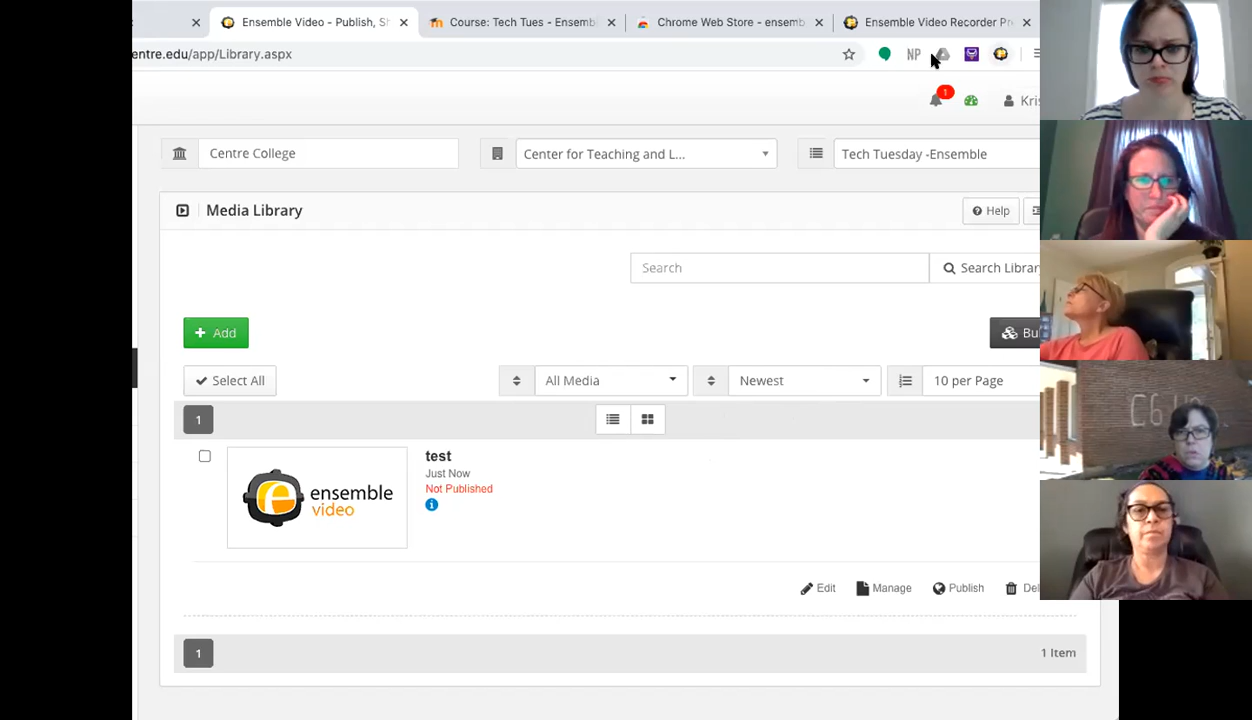 Ensemble Video - Publish, S
Course: Tech Tues - Ensemb
Chrome Web Store - ensemb
Ensemble Video Recorder Pr
entre.edu/app/Library.aspx
NP
1
Kris
Centre College
Center for Teaching and L...
Tech Tuesday -Ensemble
Media Library
Help
Search
Search Library
+ Add
Bu
Select All
All Media
Newest
10 per Page
1
test
Just Now
Not Published
ensemble
video
Edit
Manage
Publish
Del
1
1 Item